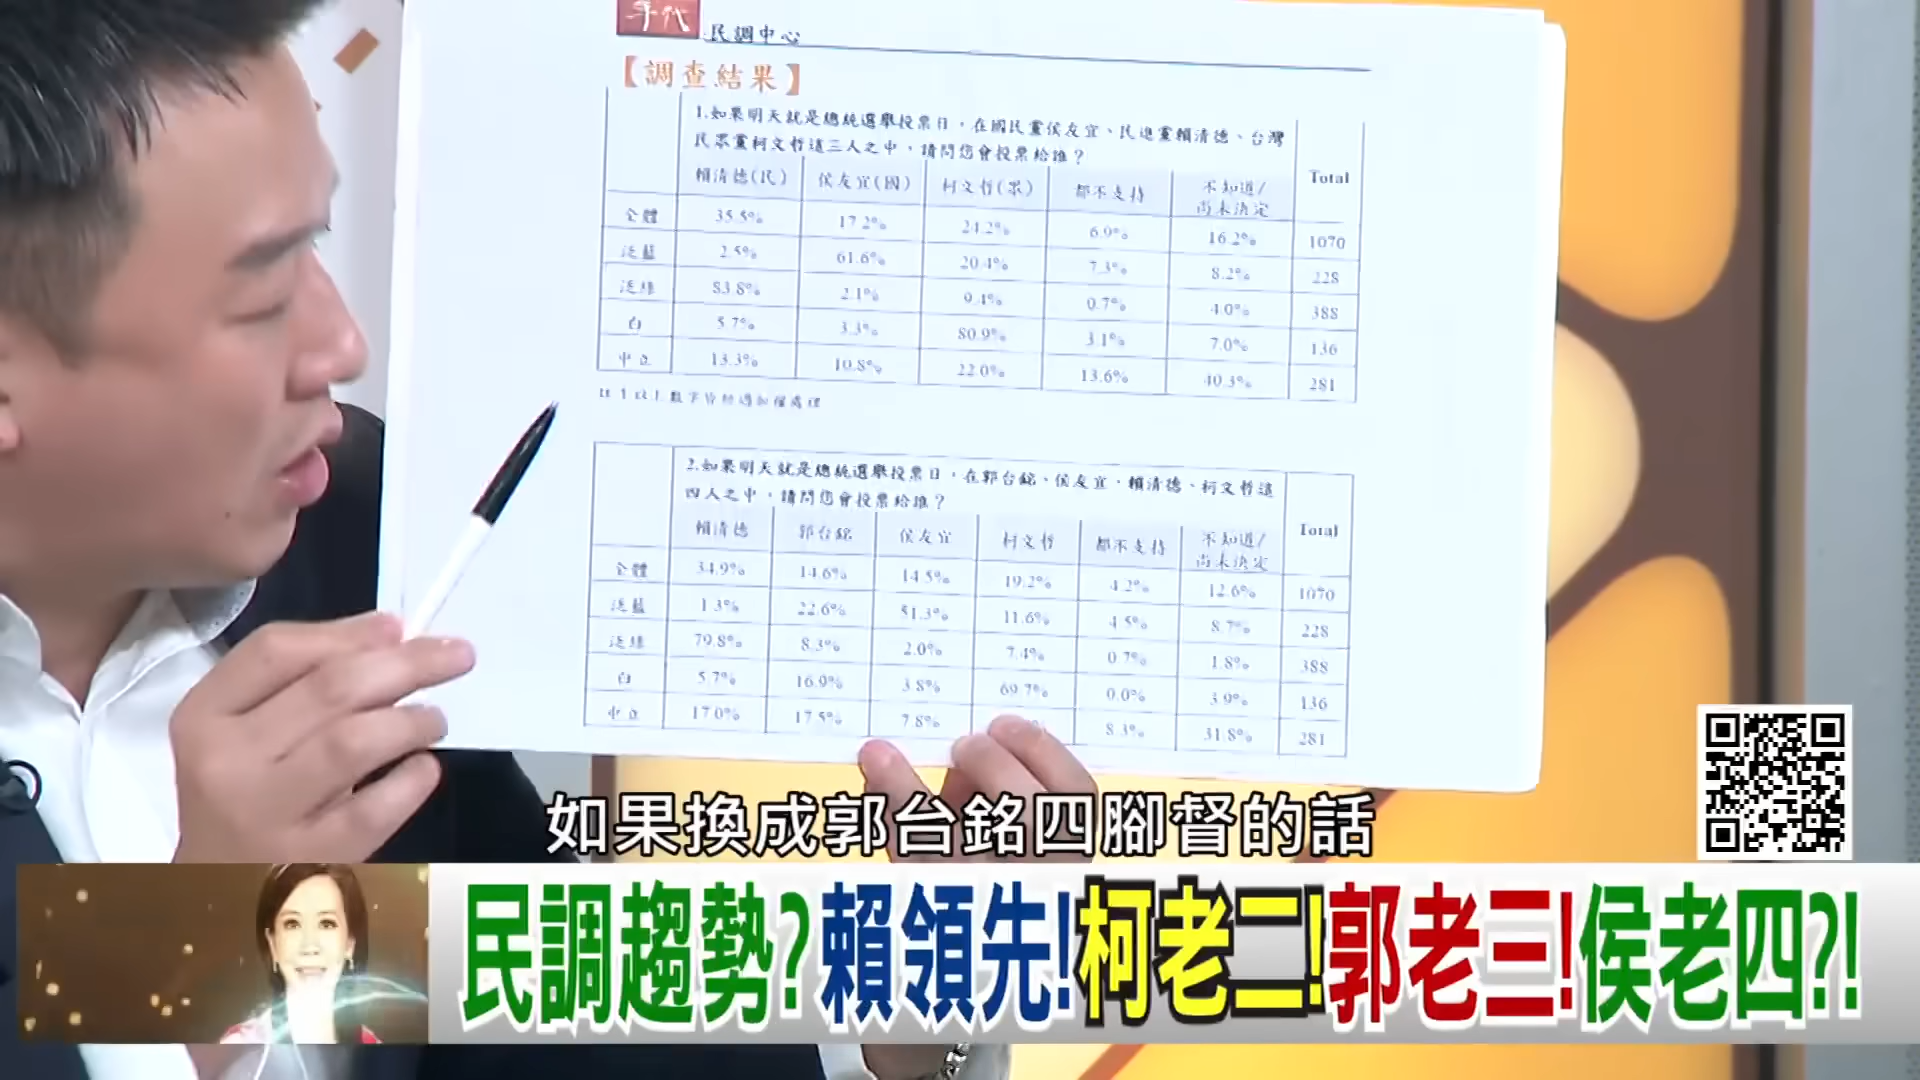 年代 民調中心
【調查結果】
1.如果明天就是總統選舉投票日，在國民黨侯友宜、民進黨賴清德、台灣
民眾黨柯文哲這三人之中，請問您會投票給誰？
Total
賴清德(民) 侯友宜(國) 柯文哲(眾) 都不支持 不知道/
尚未決定
全體 35.5% 17.2% 24.2% 6.9% 16.2% 1070
泛藍 2.5% 61.6% 20.4% 7.3% 8.2% 228
泛綠 83.8% 2.1% 9.4% 0.7% 4.0% 388
白 5.7% 3.3% 80.9% 3.1% 7.0% 136
中立 13.3% 10.8% 22.0% 13.6% 40.3% 281
註1 以上數字皆經過加權處理
2.如果明天就是總統選舉投票日，在郭台銘、侯友宜、賴清德、柯文哲這
四人之中，請問您會投票給誰？
Total
賴清德 郭台銘 侯友宜 柯文哲 都不支持 不知道/
尚未決定
全體 34.9% 14.6% 14.5% 19.2% 4.2% 12.6% 1070
泛藍 1.3% 22.6% 51.3% 11.6% 4.5% 8.7% 228
泛綠 79.8% 8.3% 2.0% 7.4% 0.7% 1.8% 388
白 5.7% 16.9% 3.8% 69.7% 0.0% 3.9% 136
中立 17.0% 17.5% 7.8% 8.3% 31.8% 281
如果換成郭台銘四腳督的話
民調趨勢?賴領先!柯老二!郭老三!侯老四?!